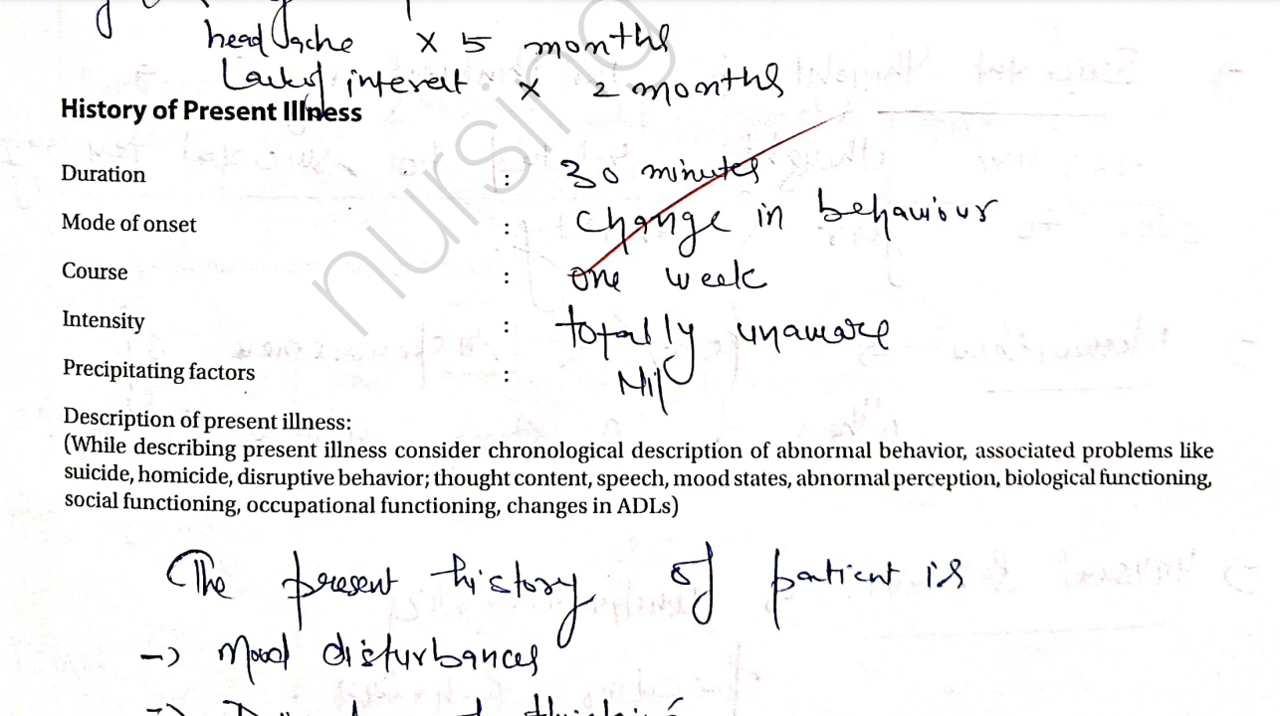 headache x 5 months
Lack of interest x 2 months
History of Present Illness
Duration : 30 minutes
Mode of onset : change in behaviour
Course : one week
Intensity : totally unaware
Precipitating factors : Nil
Description of present illness:
(While describing present illness consider chronological description of abnormal behavior, associated problems like
suicide, homicide, disruptive behavior; thought content, speech, mood states, abnormal perception, biological functioning,
social functioning, occupational functioning, changes in ADLs)
The present history of patient is
-> Mood disturbances
nursing